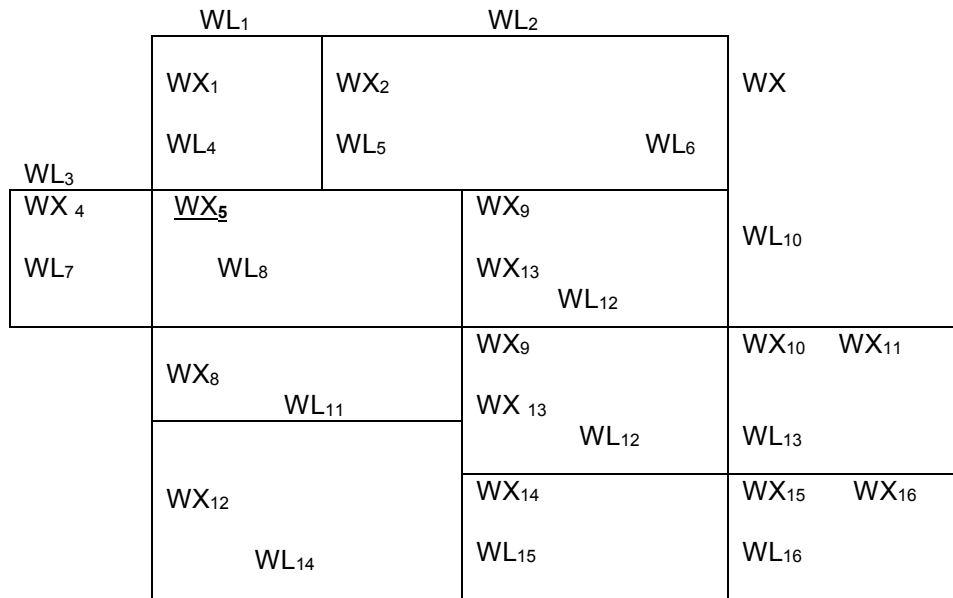 WL₁ WL₂
WX₁ WX₂ WX
WL₄ WL₅ WL₆
WL₃
WX ₄ WX₅ WX₉
WL₁₀
WL₇ WL₈ WX₁₃
WL₁₂
WX₉ WX₁₀ WX₁₁
WX₈
WL₁₁ WX ₁₃
WL₁₂ WL₁₃
WX₁₂ WX₁₄ WX₁₅ WX₁₆
WL₁₄ WL₁₅ WL₁₆